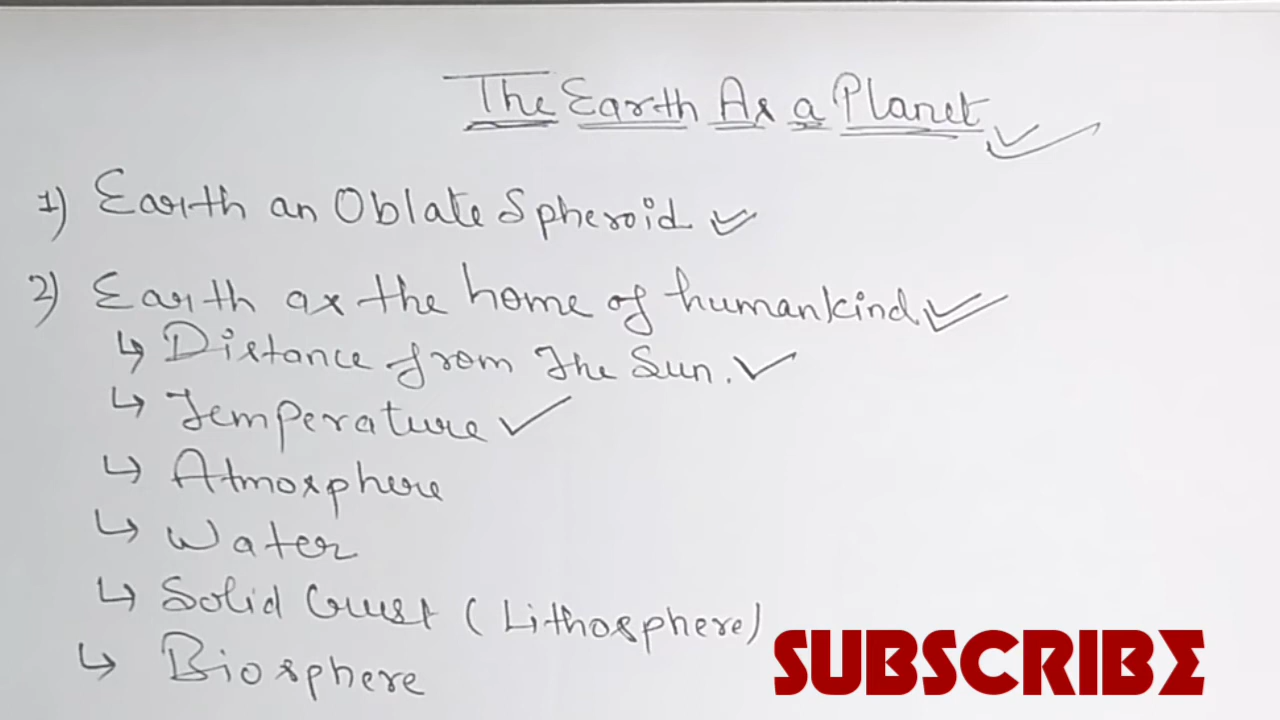 The Earth As a Planet
1) Earth an Oblate Spheroid
2) Earth as the home of humankind
↳ Distance from The Sun.
↳ Temperature
↳ Atmosphere
↳ Water
↳ Solid Crust (Lithosphere)
↳ Biosphere
SUBSCRIBE